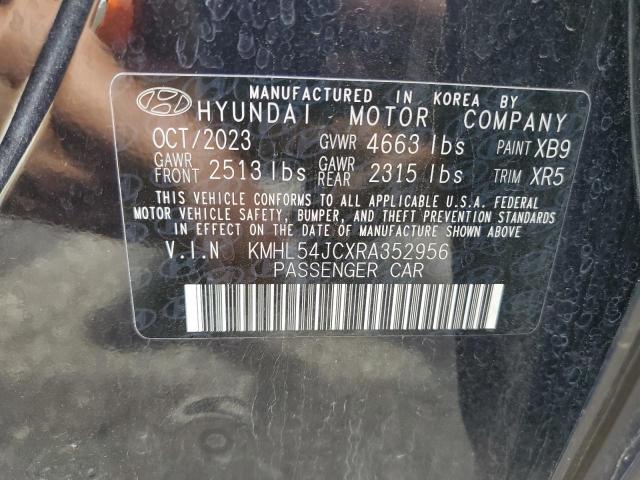 MANUFACTURED IN KOREA BY
HYUNDAI MOTOR COMPANY
OCT/2023 GVWR 4663 lbs PAINT XB9
GAWR FRONT 2513 lbs GAWR REAR 2315 lbs TRIM XR5
THIS VEHICLE CONFORMS TO ALL APPLICABLE U.S.A. FEDERAL
MOTOR VEHICLE SAFETY, BUMPER, AND THEFT PREVENTION STANDARDS
IN EFFECT ON THE DATE OF MANUFACTURE SHOWN ABOVE.
V.I.N KMHL54JCXRA352956
PASSENGER CAR